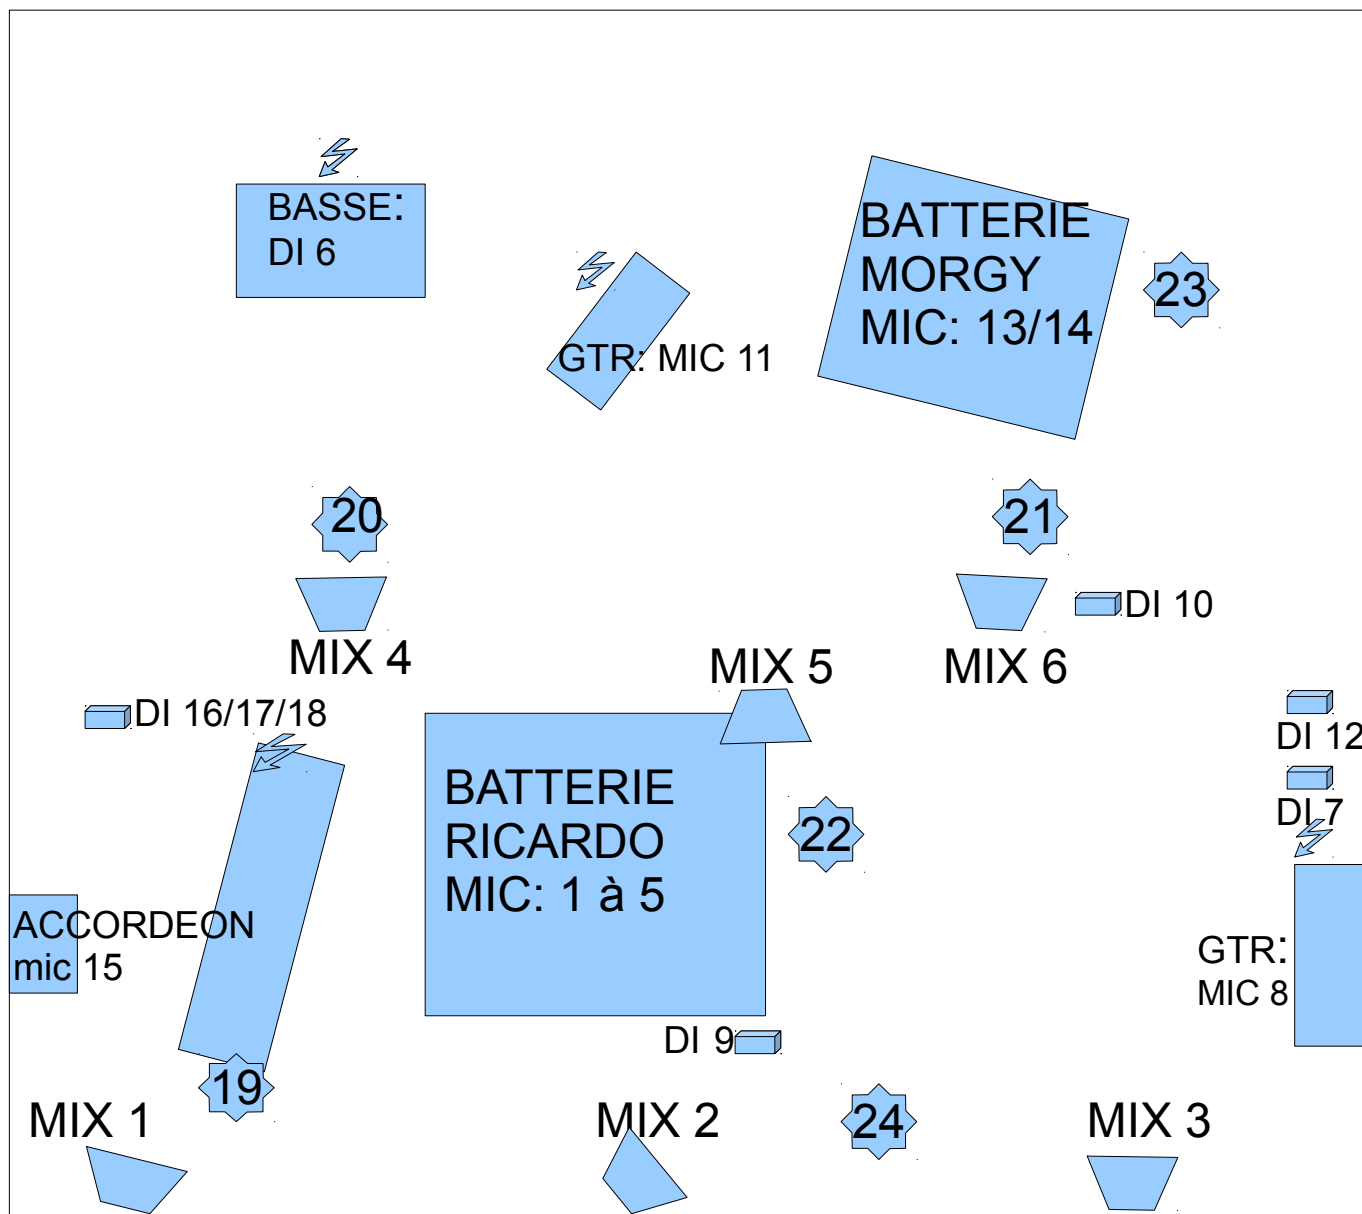 BASSE:
DI 6
BATTERIE
MORGY
MIC: 13/14
23
GTR: MIC 11
20
21
DI 10
MIX 4
MIX 5
MIX 6
DI 16/17/18
DI 12
BATTERIE
RICARDO
MIC: 1 à 5
DI 7
22
ACCORDEON
mic 15
GTR:
MIC 8
DI 9
19
MIX 1
MIX 2
24
MIX 3